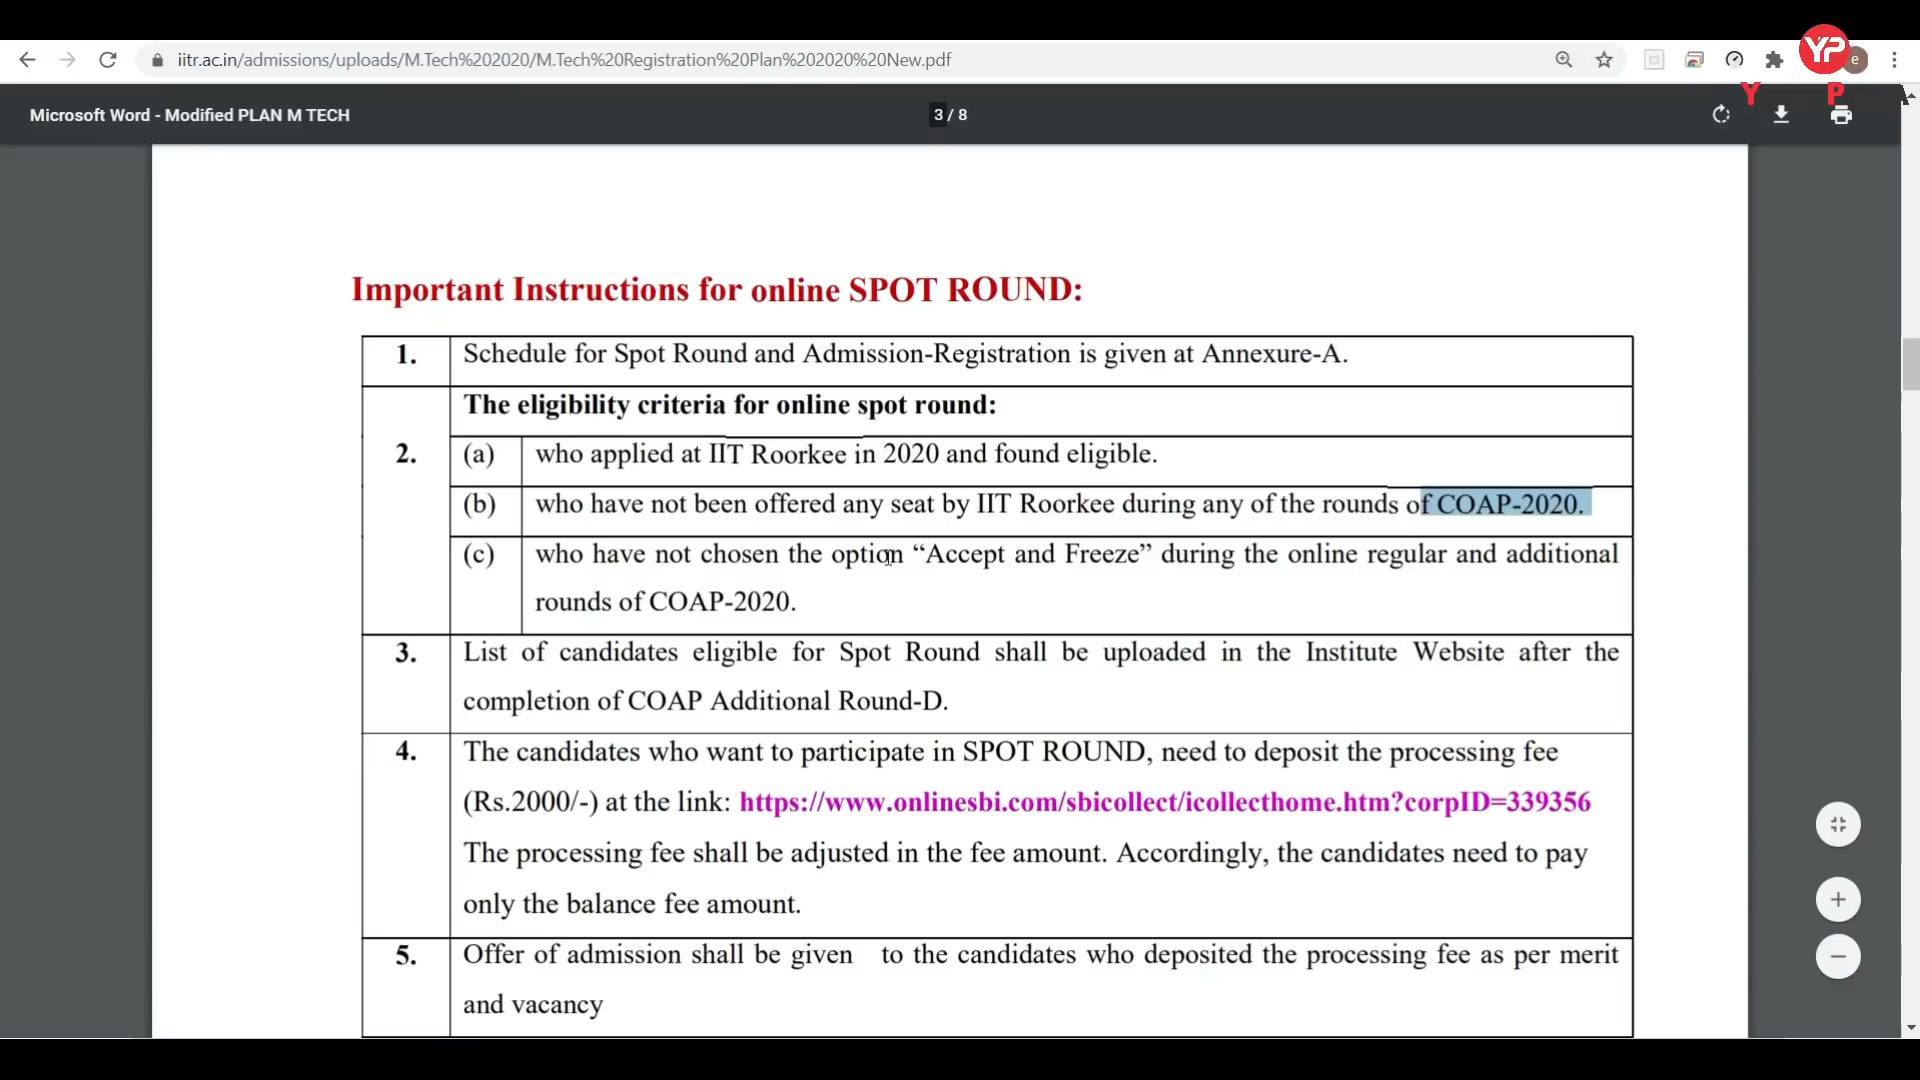 YP
iitr.ac.in/admissions/uploads/M.Tech%202020/M.Tech%20Registration%20Plan%202020%20New.pdf
e
Y P
Microsoft Word - Modified PLAN M TECH
3 / 8
Important Instructions for online SPOT ROUND:
1. Schedule for Spot Round and Admission-Registration is given at Annexure-A.
The eligibility criteria for online spot round:
2. (a) who applied at IIT Roorkee in 2020 and found eligible.
(b) who have not been offered any seat by IIT Roorkee during any of the rounds of COAP-2020.
(c) who have not chosen the option “Accept and Freeze” during the online regular and additional
rounds of COAP-2020.
3. List of candidates eligible for Spot Round shall be uploaded in the Institute Website after the
completion of COAP Additional Round-D.
4. The candidates who want to participate in SPOT ROUND, need to deposit the processing fee
(Rs.2000/-) at the link: https://www.onlinesbi.com/sbicollect/icollecthome.htm?corpID=339356
The processing fee shall be adjusted in the fee amount. Accordingly, the candidates need to pay
only the balance fee amount.
5. Offer of admission shall be given to the candidates who deposited the processing fee as per merit
and vacancy